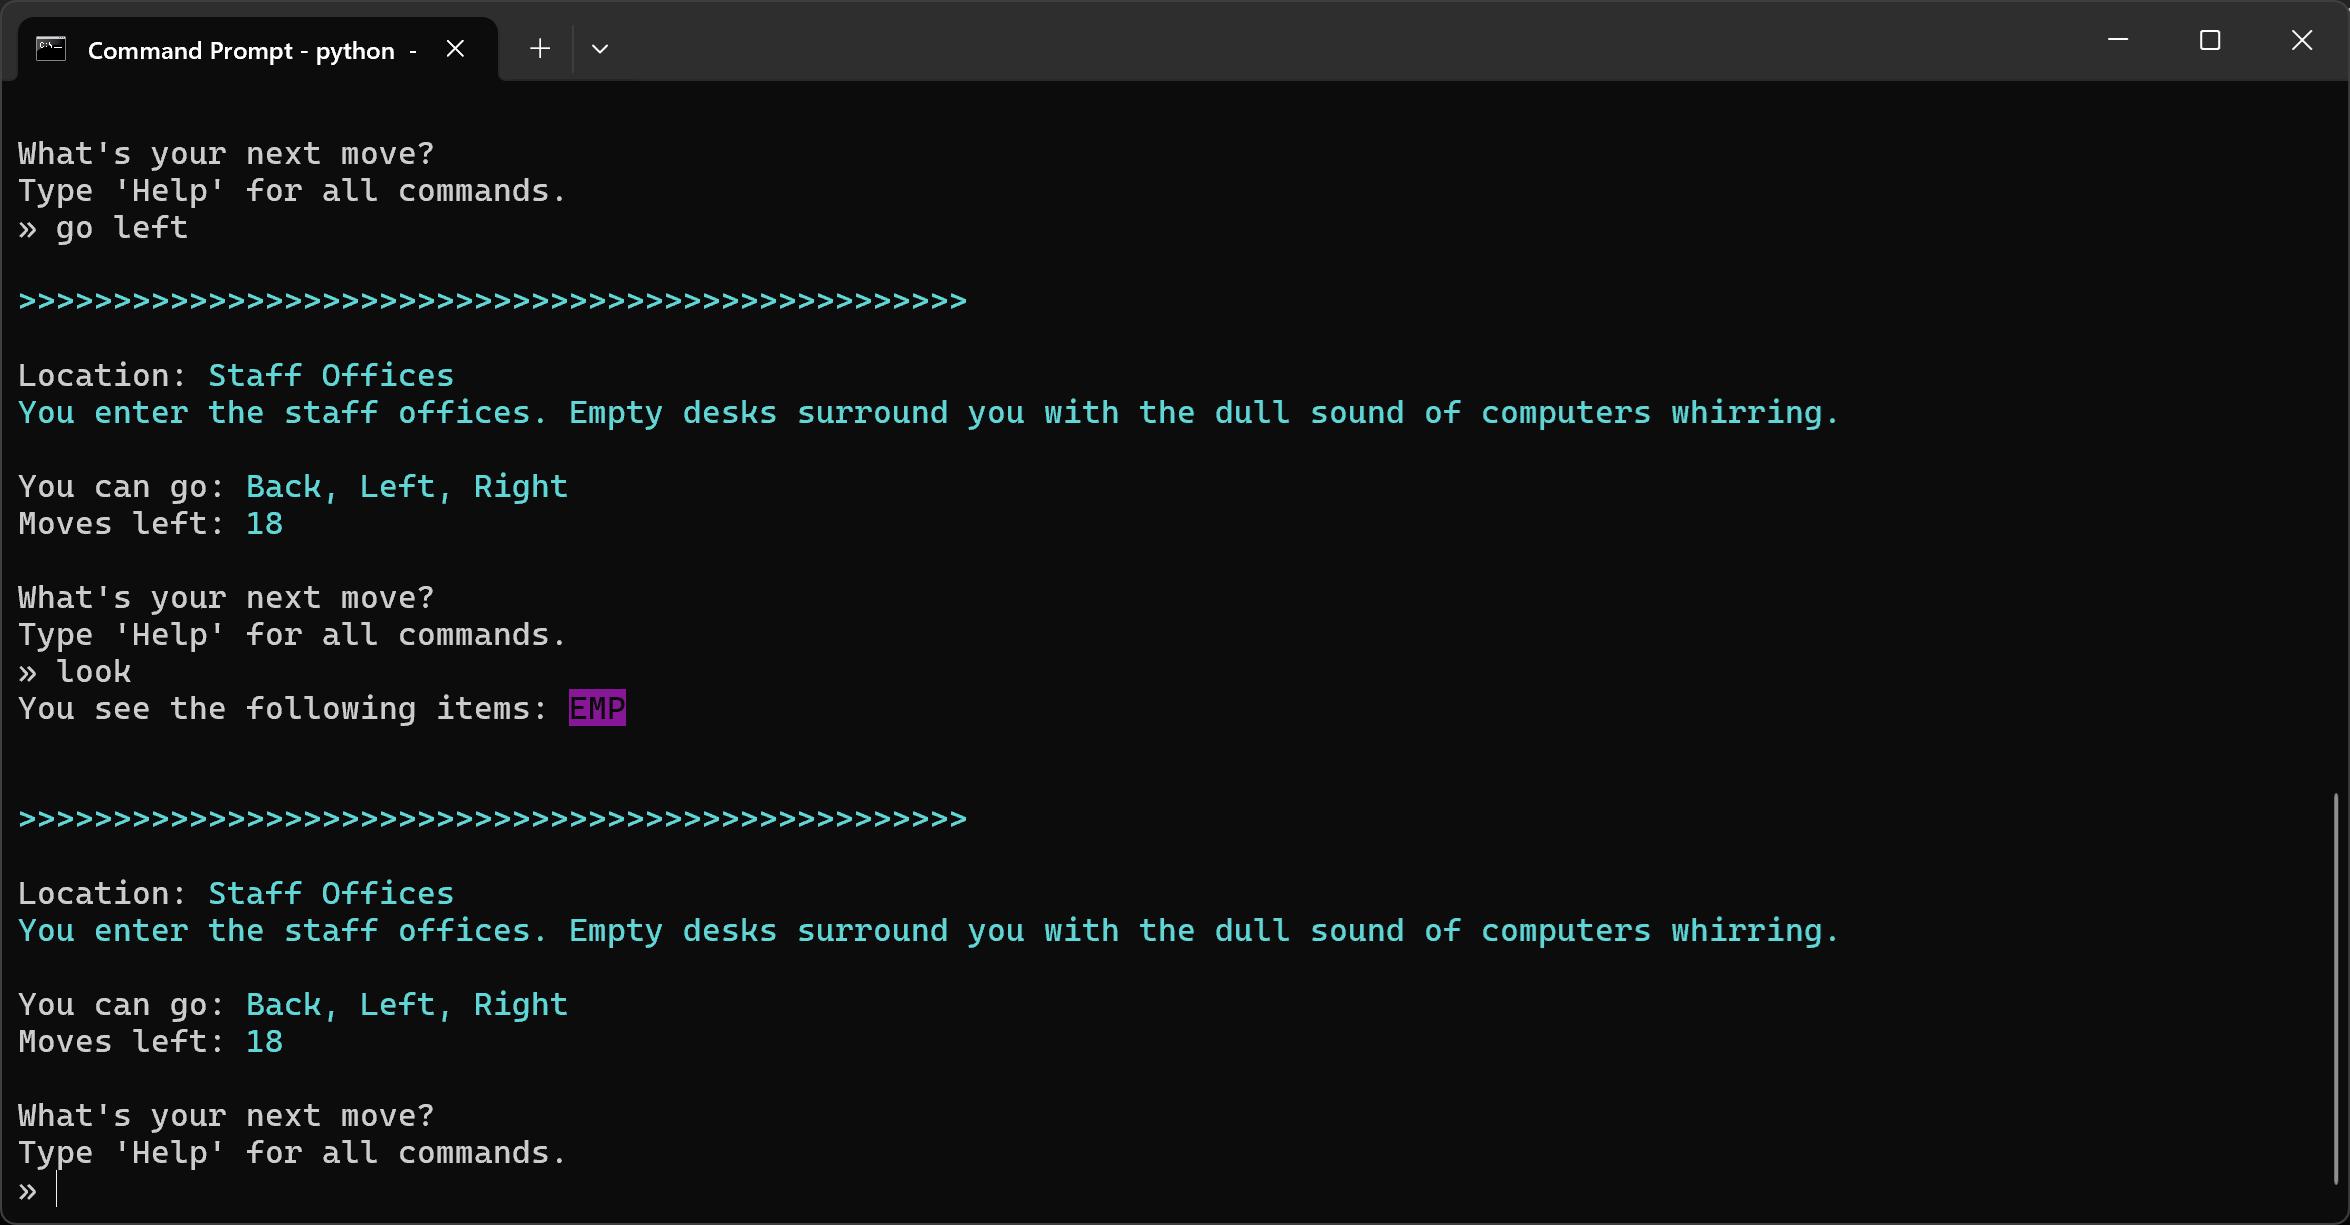 Command Prompt - python -
What's your next move?
Type 'Help' for all commands.
» go left
>>>>>>>>>>>>>>>>>>>>>>>>>>>>>>>>>>>>>>>>>>>>>>>>>>
Location: Staff Offices
You enter the staff offices. Empty desks surround you with the dull sound of computers whirring.
You can go: Back, Left, Right
Moves left: 18
What's your next move?
Type 'Help' for all commands.
» look
You see the following items: EMP
>>>>>>>>>>>>>>>>>>>>>>>>>>>>>>>>>>>>>>>>>>>>>>>>>>
Location: Staff Offices
You enter the staff offices. Empty desks surround you with the dull sound of computers whirring.
You can go: Back, Left, Right
Moves left: 18
What's your next move?
Type 'Help' for all commands.
»